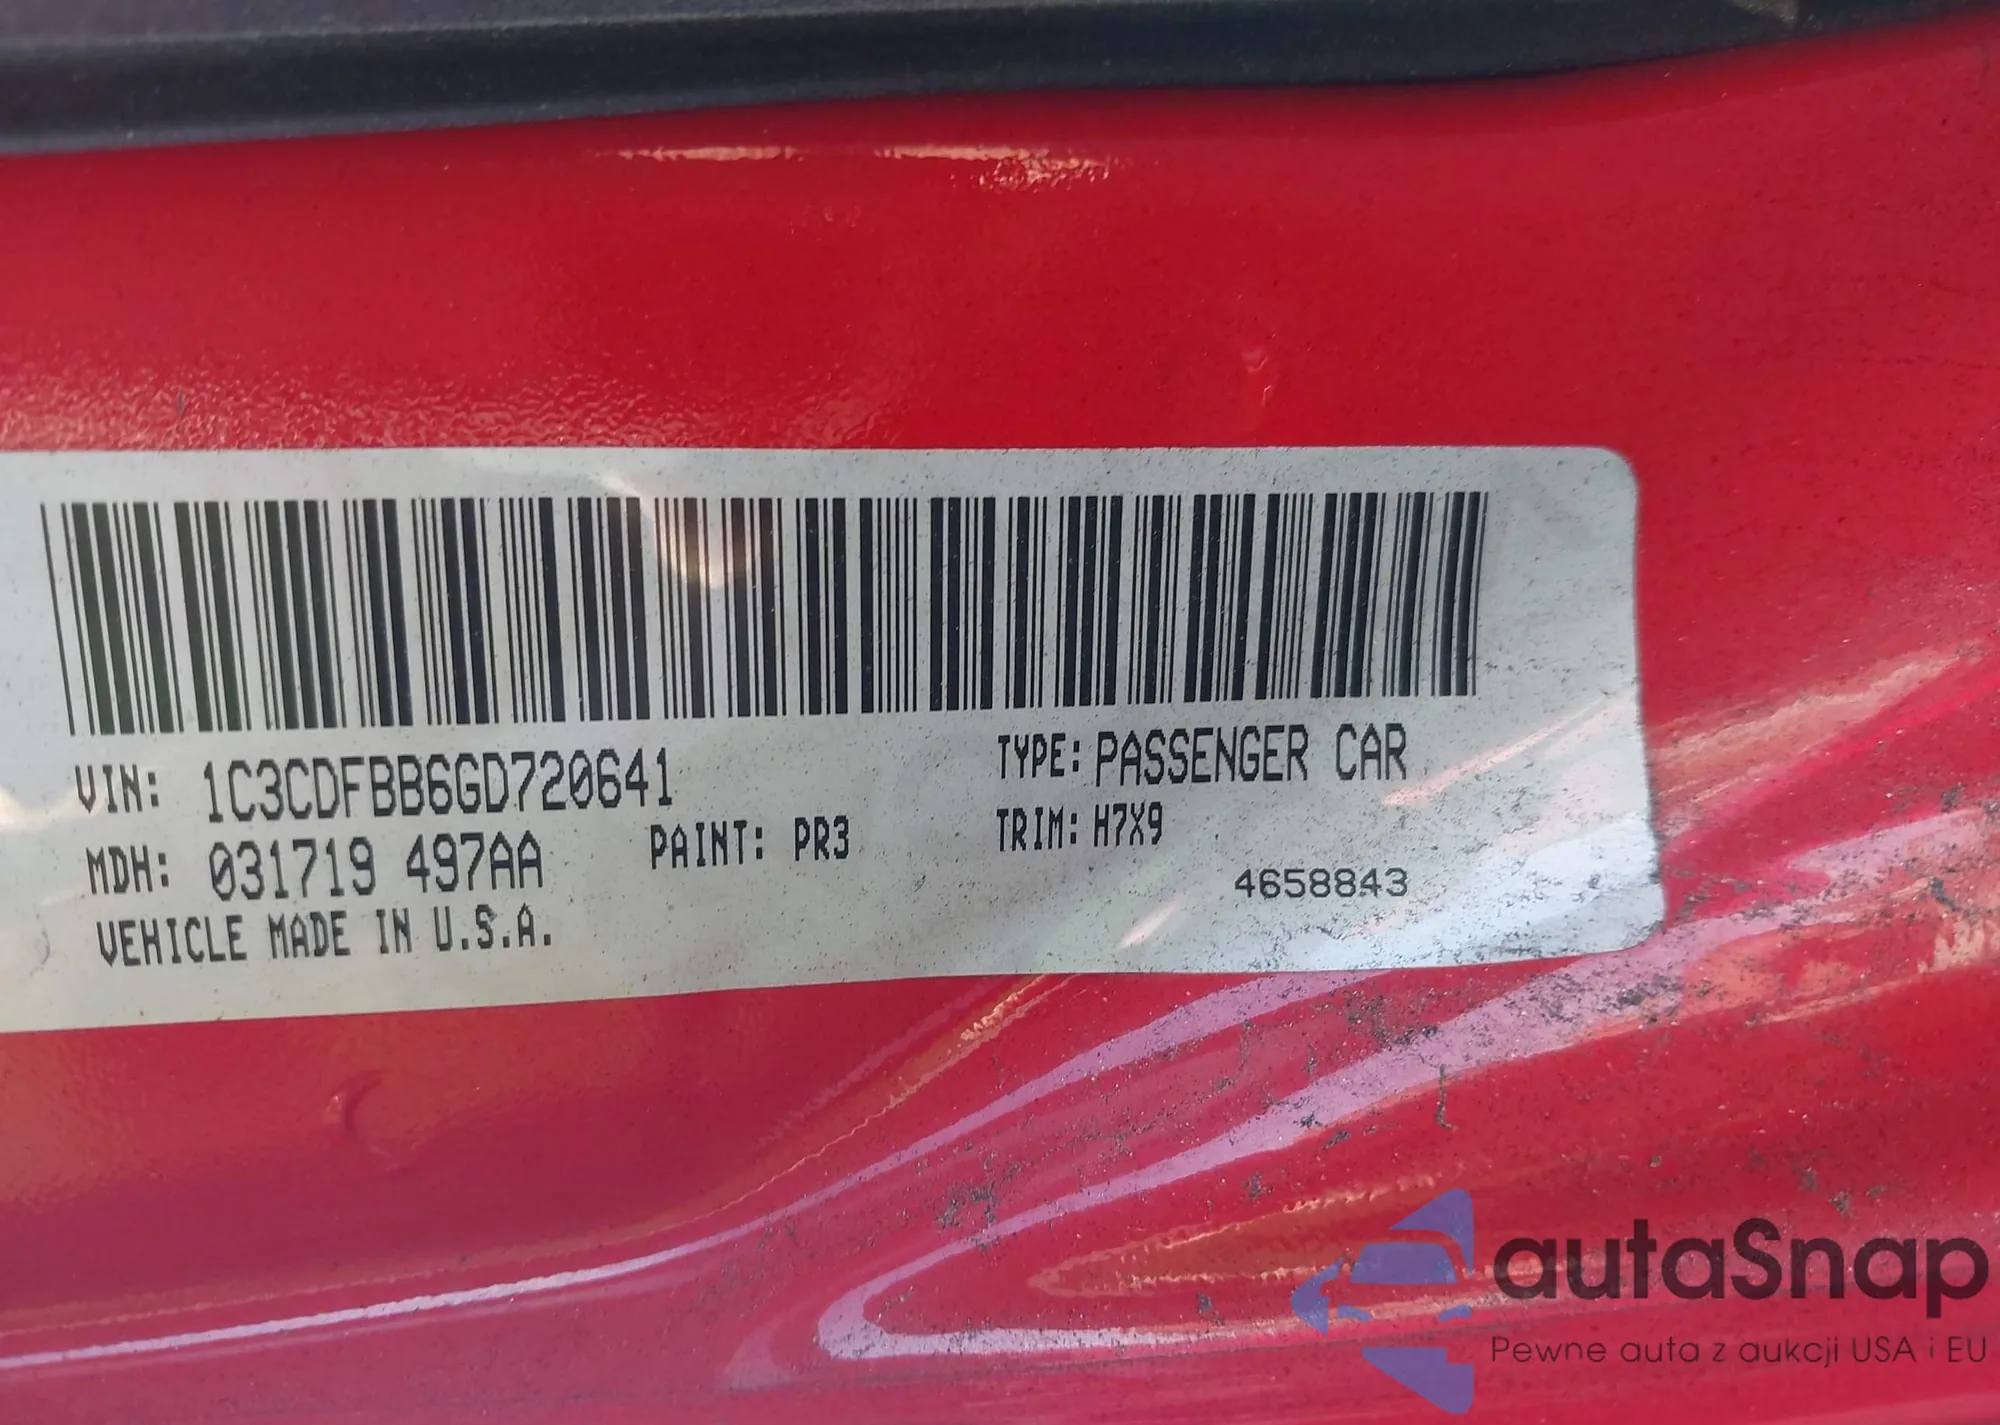 VIN: 1C3CDFBB6GD720641 TYPE: PASSENGER CAR
MDH: 031719 497AA PAINT: PR3 TRIM: H7X9
4658843
VEHICLE MADE IN U.S.A.
autaSnap
Pewne auta z aukcji USA i EU